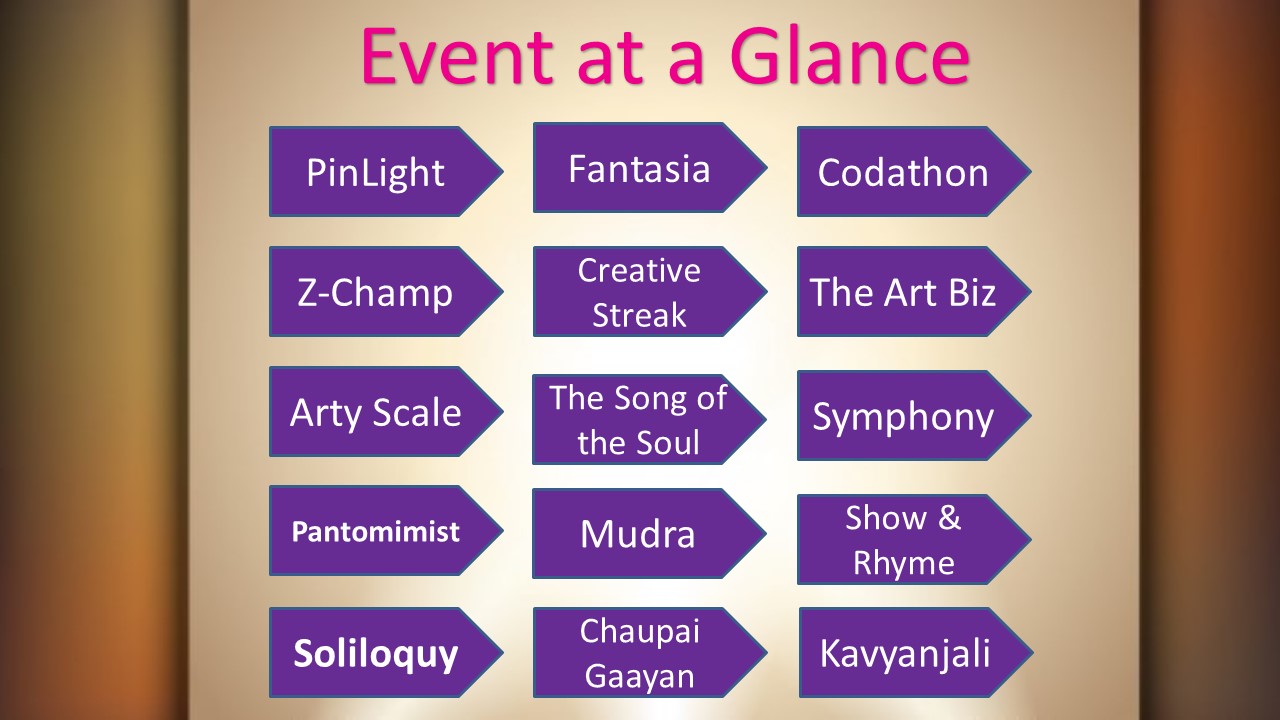 Event at a Glance
PinLight
Fantasia
Codathon
Z-Champ
Creative
Streak
The Art Biz
Arty Scale
The Song of
the Soul
Symphony
Pantomimist
Mudra
Show &
Rhyme
Soliloquy
Chaupai
Gaayan
Kavyanjali